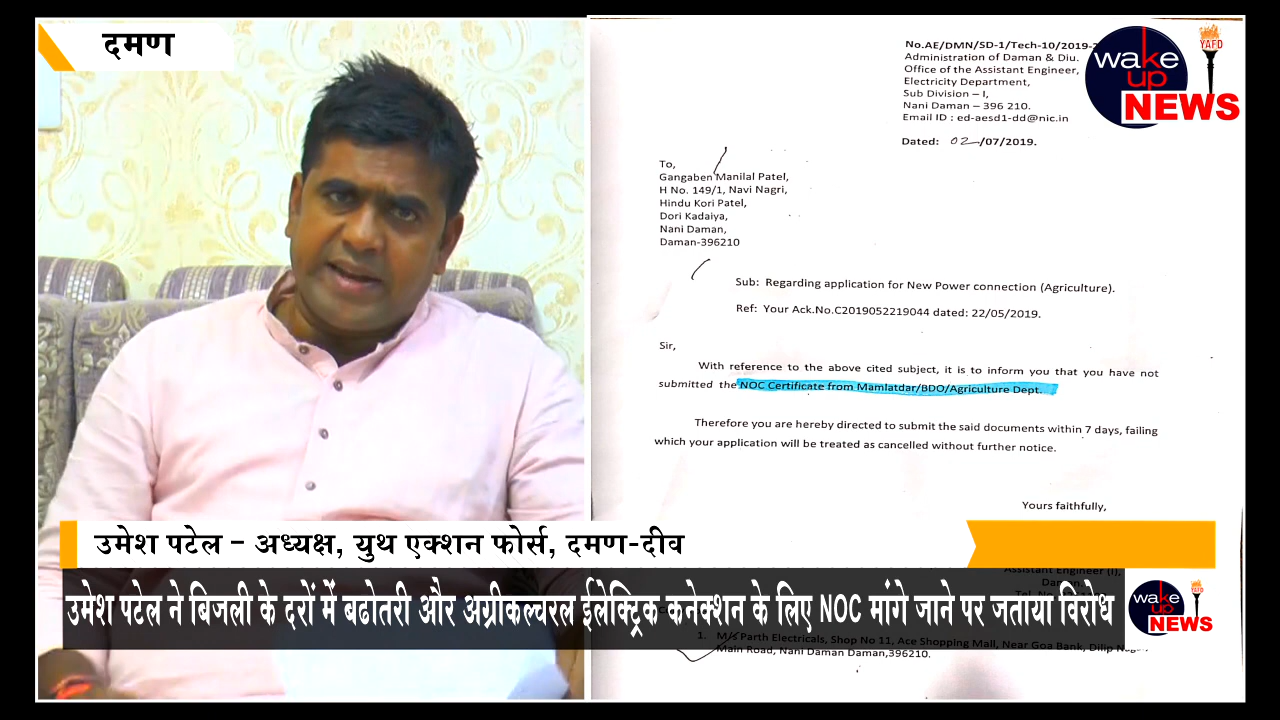 दमण
No.AE/DMN/SD-1/Tech-10/2019-2
Administration of Daman & Diu.
Office of the Assistant Engineer,
Electricity Department,
Sub Division – I,
Nani Daman – 396 210.
Email ID : ed-aesd1-dd@nic.in
Dated: 02/07/2019.
YAFD
wake
up
NEWS
To,
Gangaben Manilal Patel,
H No. 149/1, Navi Nagri,
Hindu Kori Patel,
Dori Kadaiya,
Nani Daman,
Daman-396210
Sub: Regarding application for New Power connection (Agriculture).
Ref: Your Ack.No.C2019052219044 dated: 22/05/2019.
Sir,
With reference to the above cited subject, it is to inform you that you have not
submitted the NOC Certificate from Mamlatdar/BDO/Agriculture Dept.
Therefore you are hereby directed to submit the said documents within 7 days, failing
which your application will be treated as cancelled without further notice.
Yours faithfully,
उमेश पटेल – अध्यक्ष, युथ एक्शन फोर्स, दमण-दीव
Assistant Engineer (I),
उमेश पटेल ने बिजली के दरों में बढोतरी और अग्रीकल्चरल ईलेक्ट्रिक कनेक्शन के लिए NOC मांगे जाने पर जताया विरोध
wake
up
NEWS
1. M/s Parth Electricals, Shop No 11, Ace Shopping Mall, Near Goa Bank, Dilip
Main Road, Nani Daman Daman,396210.